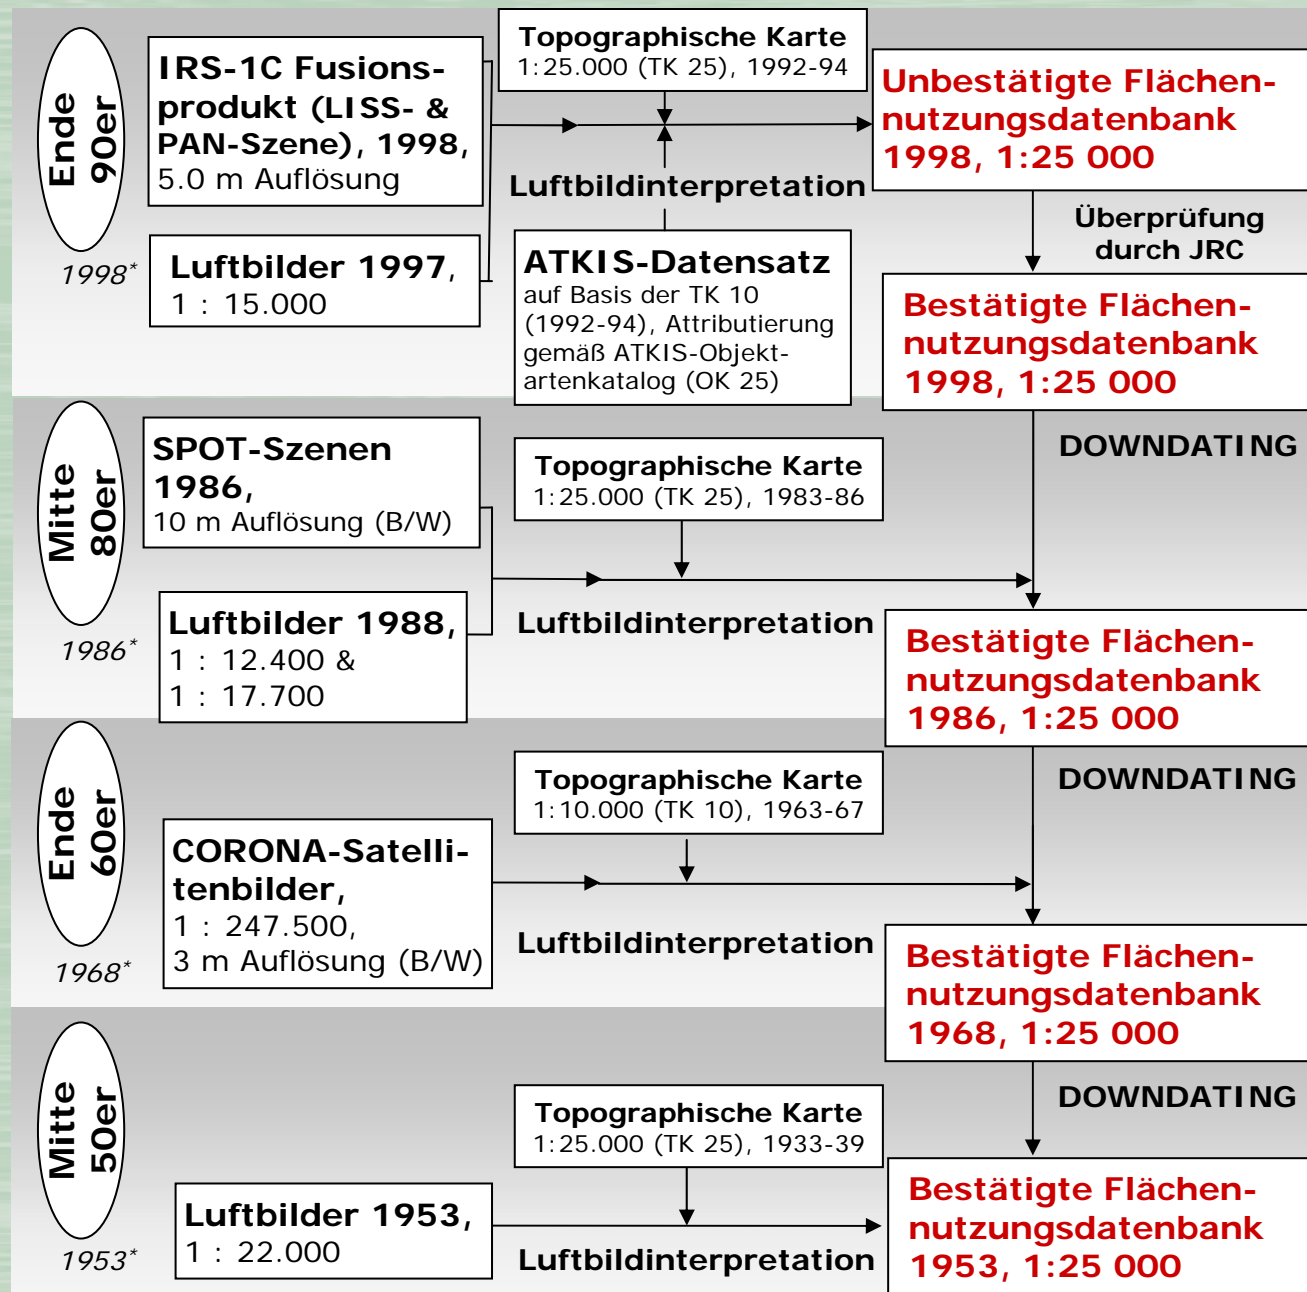 Ende
90er
1998*
IRS-1C Fusions-
produkt (LISS- &
PAN-Szene), 1998,
5.0 m Auflösung
Luftbilder 1997,
1 : 15.000
Topographische Karte
1:25.000 (TK 25), 1992-94
Luftbildinterpretation
ATKIS-Datensatz
auf Basis der TK 10
(1992-94), Attributierung
gemäß ATKIS-Objekt-
artenkatalog (OK 25)
Unbestätigte Flächen-
nutzungsdatenbank
1998, 1:25 000
Überprüfung
durch JRC
Bestätigte Flächen-
nutzungsdatenbank
1998, 1:25 000
DOWNDATING
Mitte
80er
1986*
SPOT-Szenen
1986,
10 m Auflösung (B/W)
Luftbilder 1988,
1 : 12.400 &
1 : 17.700
Topographische Karte
1:25.000 (TK 25), 1983-86
Luftbildinterpretation
Bestätigte Flächen-
nutzungsdatenbank
1986, 1:25 000
DOWNDATING
Ende
60er
1968*
CORONA-Satelli-
tenbilder,
1 : 247.500,
3 m Auflösung (B/W)
Topographische Karte
1:10.000 (TK 10), 1963-67
Luftbildinterpretation
Bestätigte Flächen-
nutzungsdatenbank
1968, 1:25 000
DOWNDATING
Mitte
50er
1953*
Luftbilder 1953,
1 : 22.000
Topographische Karte
1:25.000 (TK 25), 1933-39
Luftbildinterpretation
Bestätigte Flächen-
nutzungsdatenbank
1953, 1:25 000